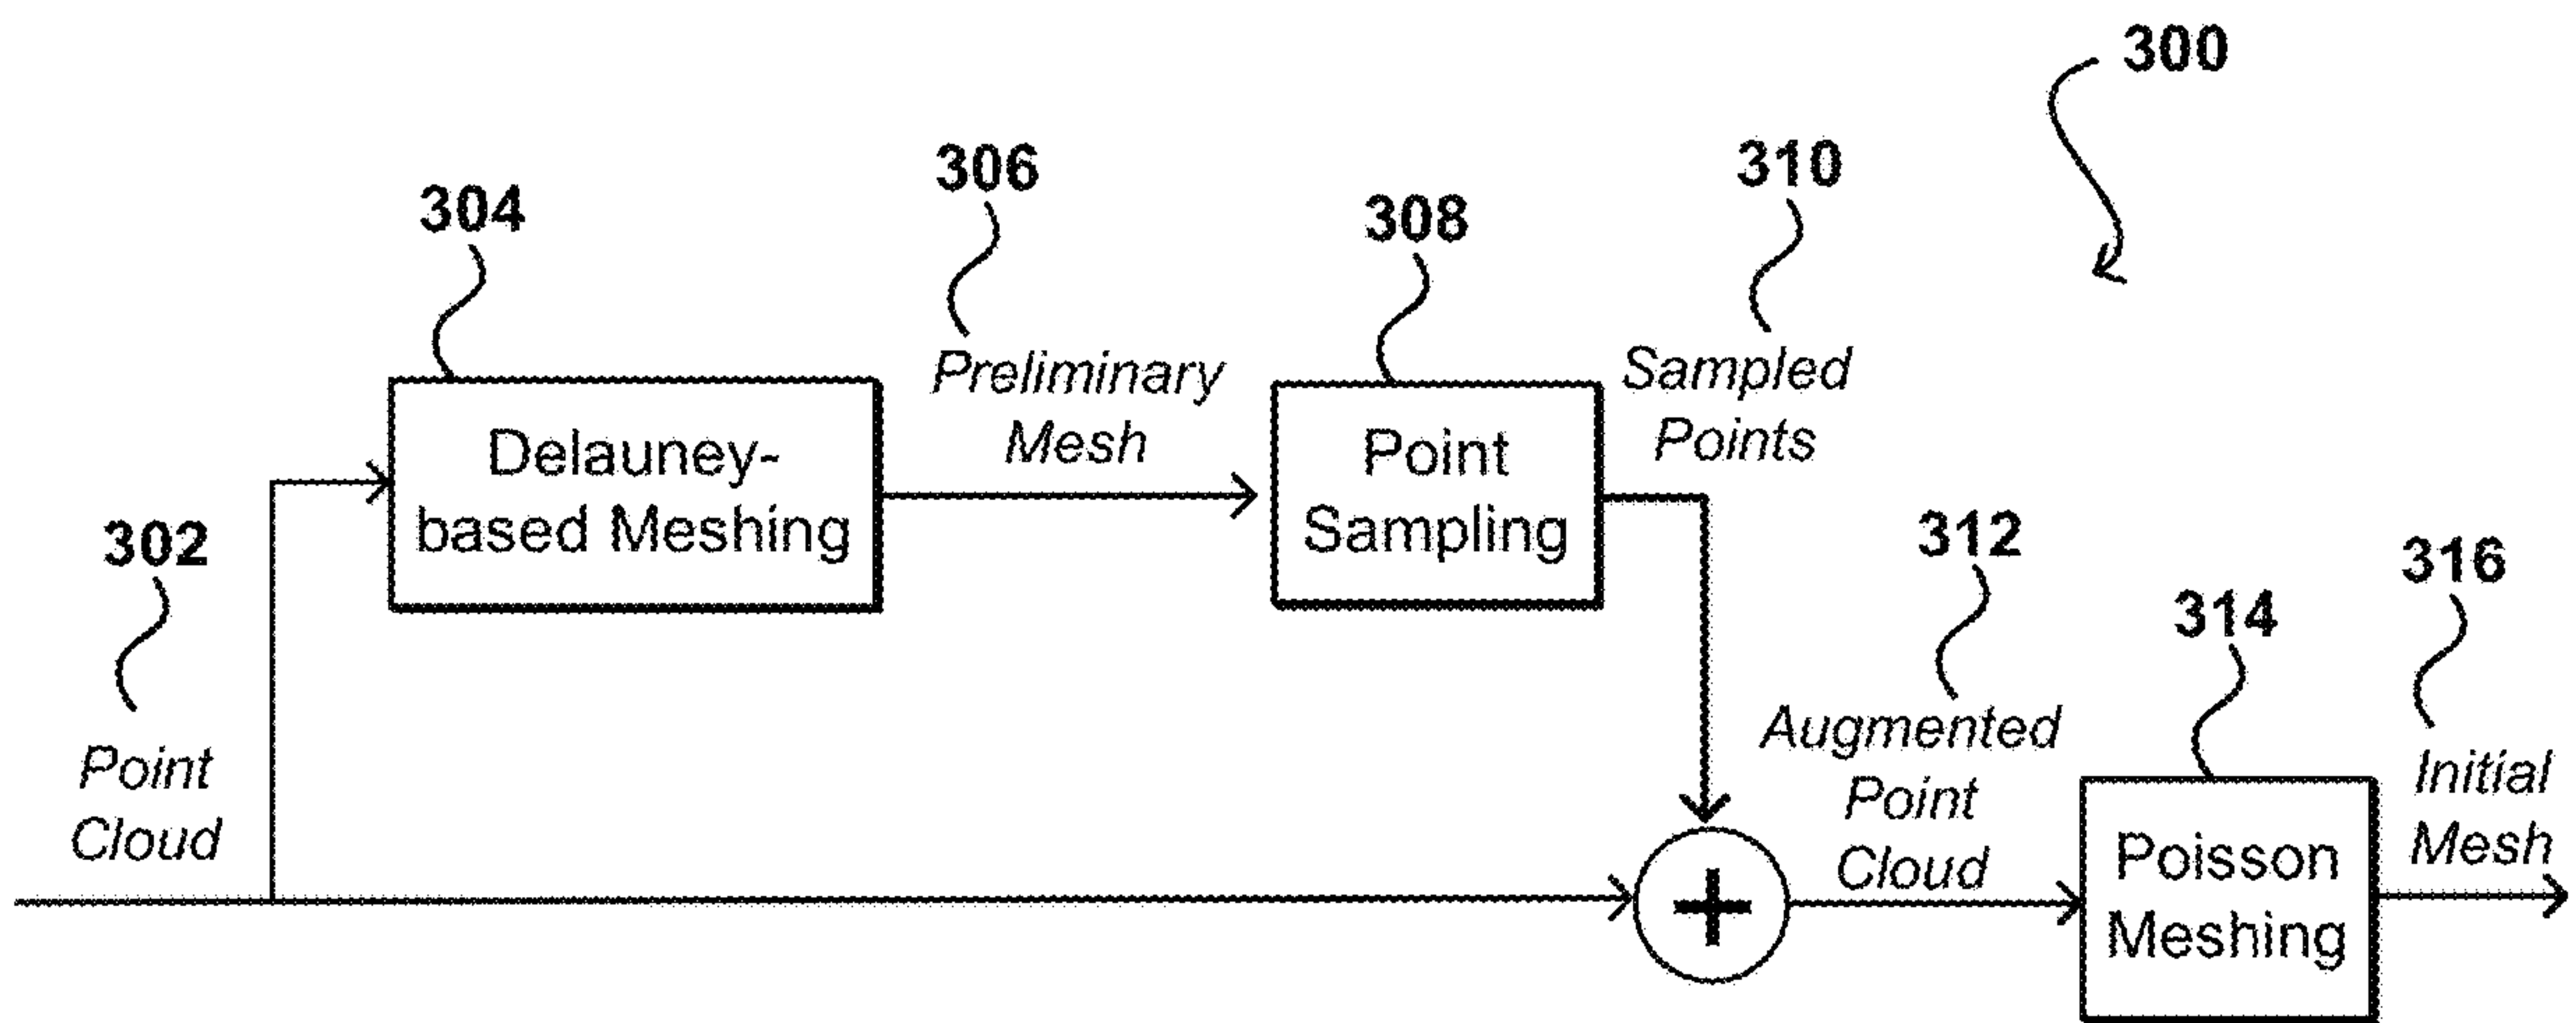 300
304
306
308
310
Delauney-
based Meshing
Preliminary
Mesh
Point
Sampling
Sampled
Points
302
Point
Cloud
312
Augmented
Point
Cloud
+
314
Poisson
Meshing
316
Initial
Mesh